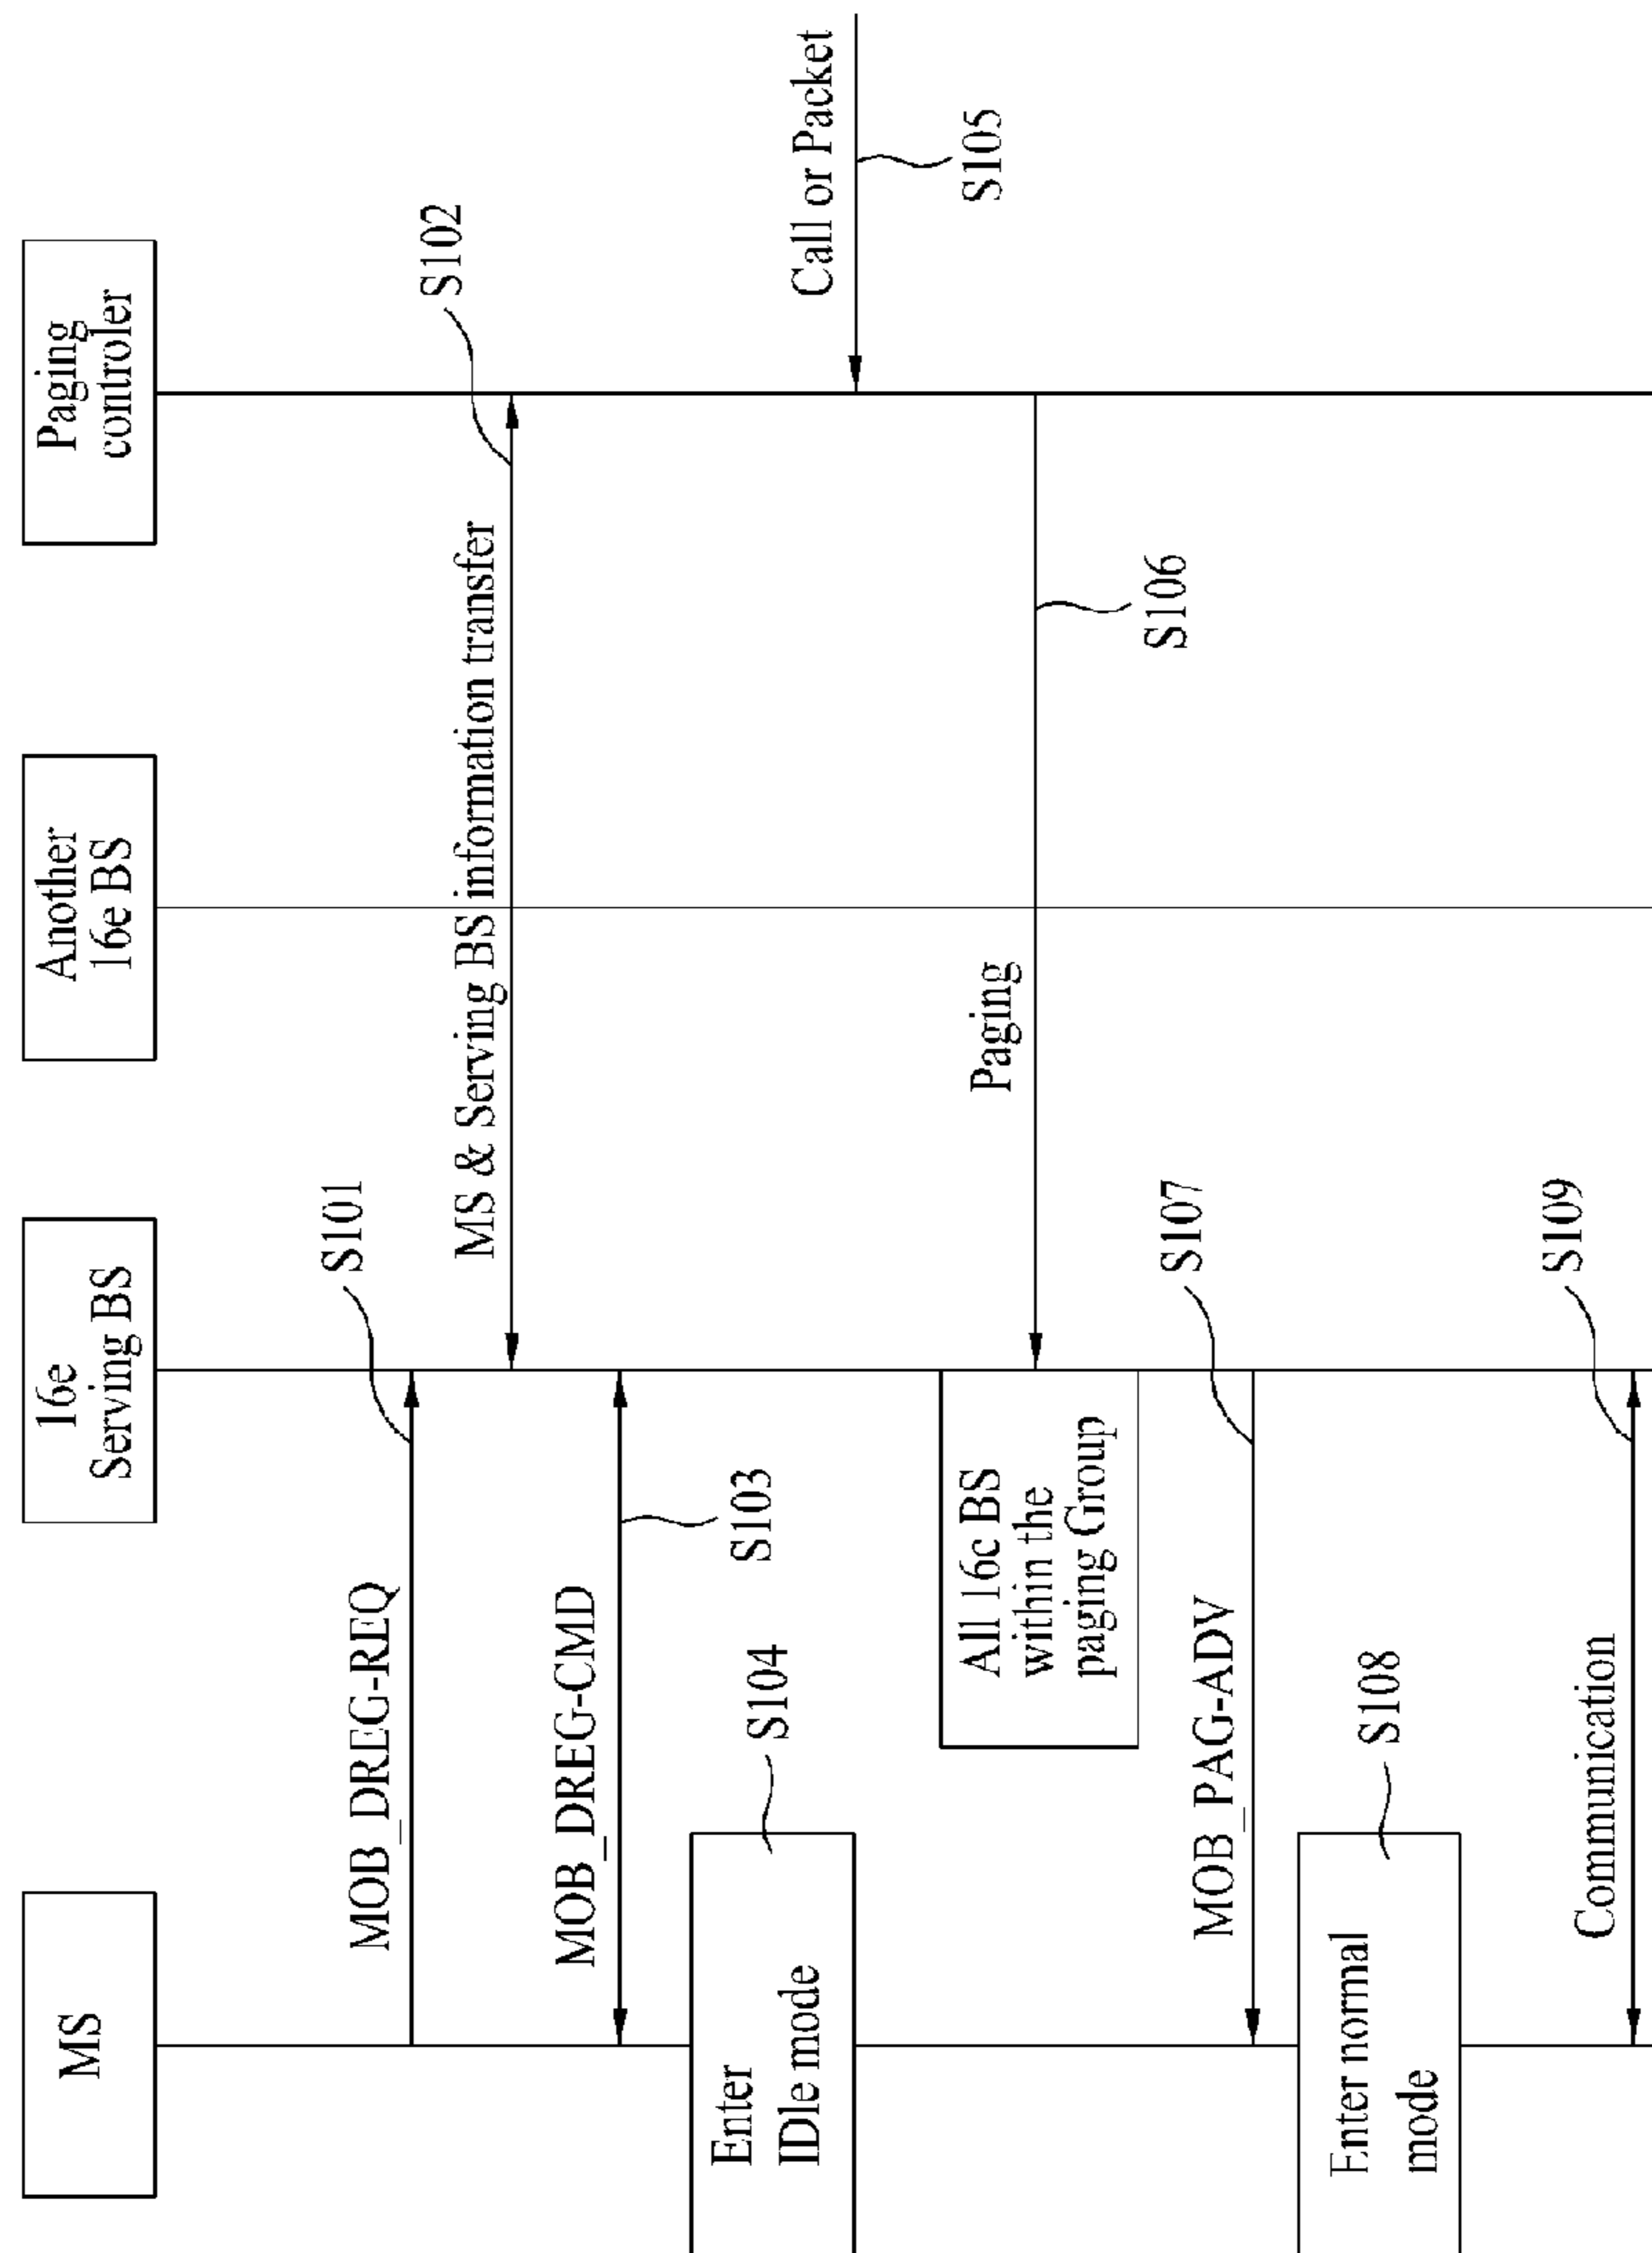 MS
16e
Serving BS
Another
16e BS
Paging
controler
S101
MOB_DREG-REQ
S102
MS & Serving BS information transfer
MOB_DREG-CMD
S103
S104
Enter
IDle mode
Call or Packet
S105
Paging
S106
All 16c BS
within the
paging Group
S107
MOB_PAG-ADV
S108
Enter normal
mode
S109
Communication